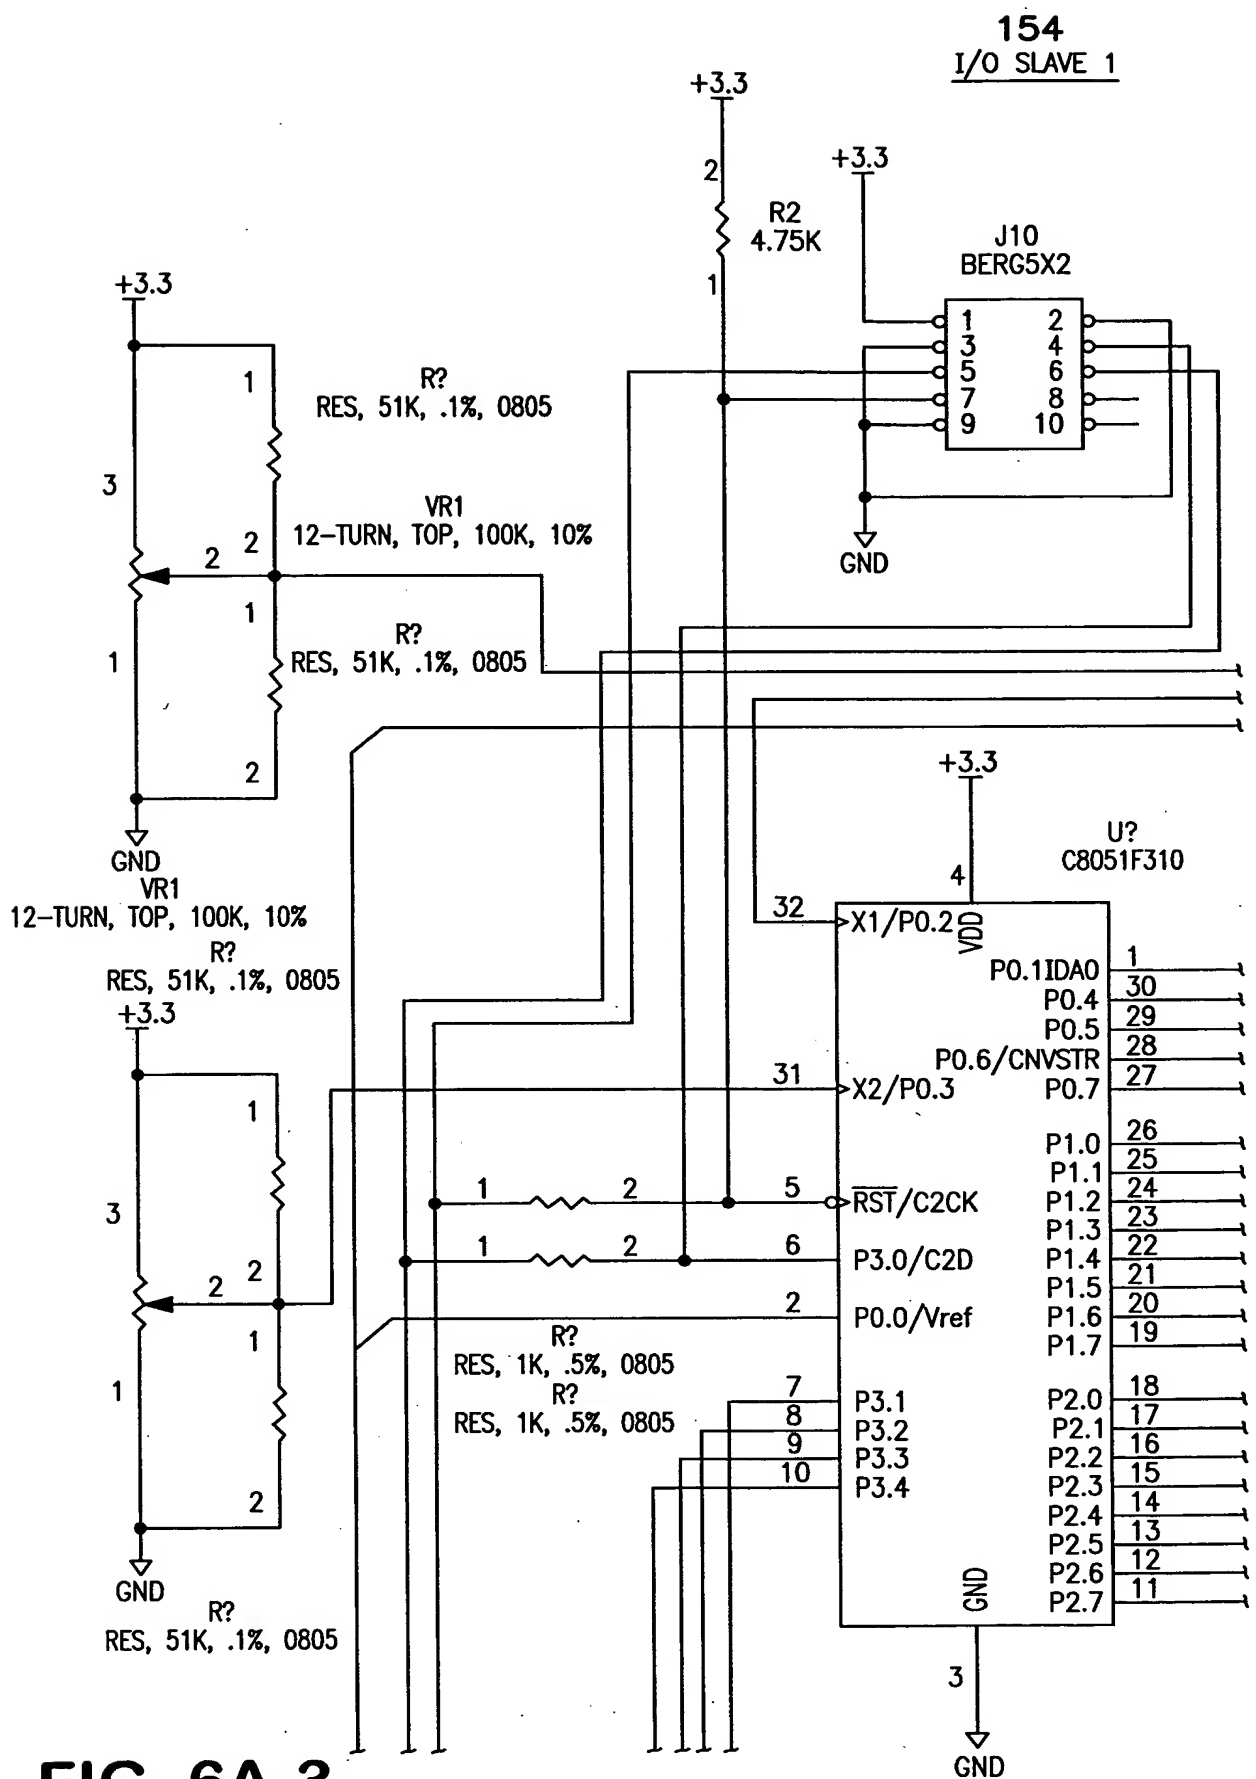 154
I/O SLAVE 1
+3.3
+3.3
2
R2
4.75K
1
J10
BERG5X2
1 2
3 4
5 6
7 8
9 10
GND
+3.3
1
R?
RES, 51K, .1%, 0805
3
VR1
12-TURN, TOP, 100K, 10%
2
2
1
R?
RES, 51K, .1%, 0805
1
2
GND
VR1
12-TURN, TOP, 100K, 10%
R?
RES, 51K, .1%, 0805
+3.3
1
3
2
2
1
1
2
GND
R?
RES, 51K, .1%, 0805
+3.3
U?
C8051F310
4
32 X1/P0.2
VDD
P0.1IDA0 1
P0.4 30
P0.5 29
P0.6/CNVSTR 28
31 X2/P0.3
P0.7 27
P1.0 26
P1.1 25
1 2 5 RST/C2CK
P1.2 24
P1.3 23
1 2 6 P3.0/C2D
P1.4 22
P1.5 21
2 P0.0/Vref
P1.6 20
P1.7 19
R?
RES, 1K, .5%, 0805
R?
RES, 1K, .5%, 0805
7 P3.1
P2.0 18
8 P3.2
P2.1 17
9 P3.3
P2.2 16
10 P3.4
P2.3 15
P2.4 14
P2.5 13
P2.6 12
P2.7 11
GND
3
GND
FIG. 6A-3